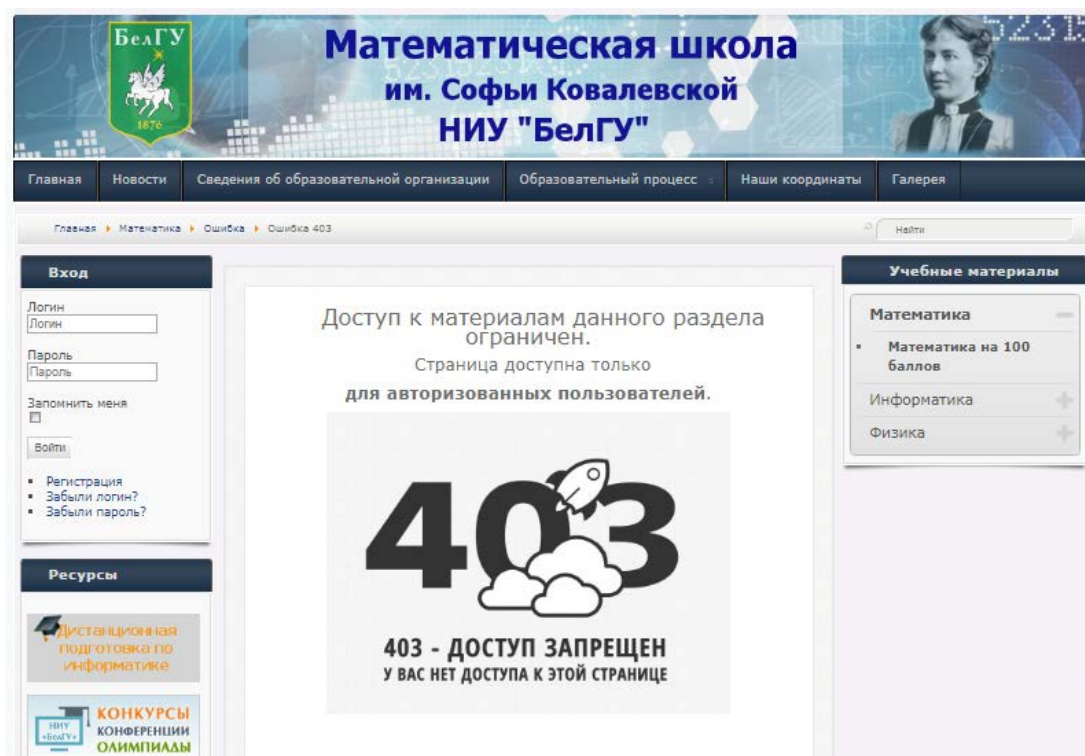 БелГУ
1876
Математическая школа
им. Софьи Ковалевской
НИУ "БелГУ"
Главная Новости Сведения об образовательной организации Образовательный процесс Наши координаты Галерея
Главная Математика Ошибка Ошибка 403
Найти
Вход
Логин
Логин
Пароль
Пароль
Запомнить меня
Войти
Регистрация
Забыли логин?
Забыли пароль?
Ресурсы
Дистанционная
подготовка по
информатике
НИУ
«БелГУ»
КОНКУРСЫ
КОНФЕРЕНЦИИ
ОЛИМПИАДЫ
Доступ к материалам данного раздела
ограничен.
Страница доступна только
для авторизованных пользователей.
403
403 - ДОСТУП ЗАПРЕЩЕН
У ВАС НЕТ ДОСТУПА К ЭТОЙ СТРАНИЦЕ
Учебные материалы
Математика
Математика на 100
баллов
Информатика
Физика